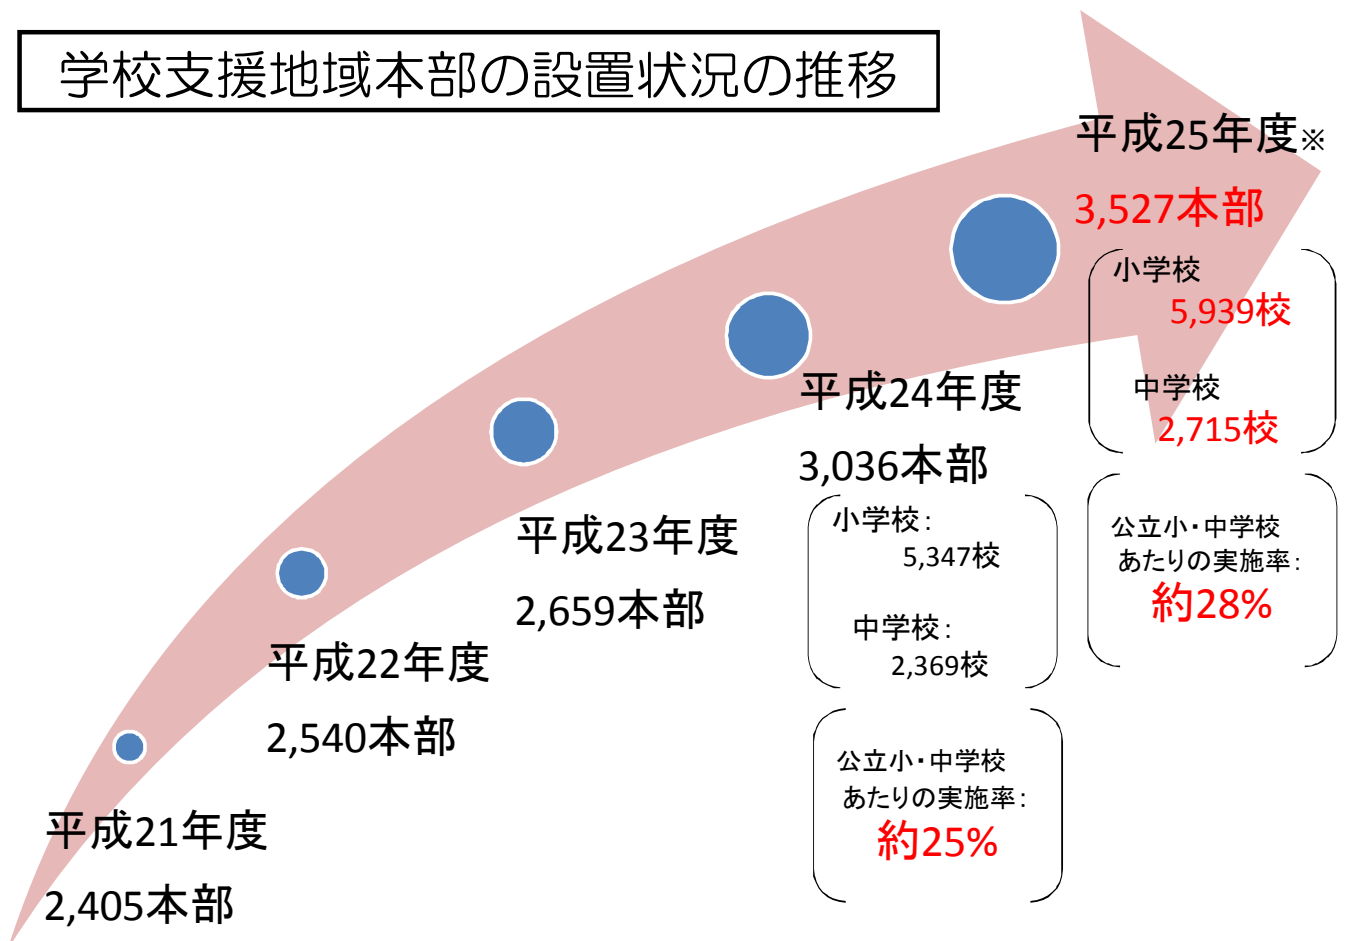 学校支援地域本部の設置状況の推移
平成25年度※
3,527本部
小学校
5,939校
中学校
2,715校
公立小・中学校
あたりの実施率：
約28%
平成24年度
3,036本部
小学校：
5,347校
中学校：
2,369校
公立小・中学校
あたりの実施率：
約25%
平成23年度
2,659本部
平成22年度
2,540本部
平成21年度
2,405本部